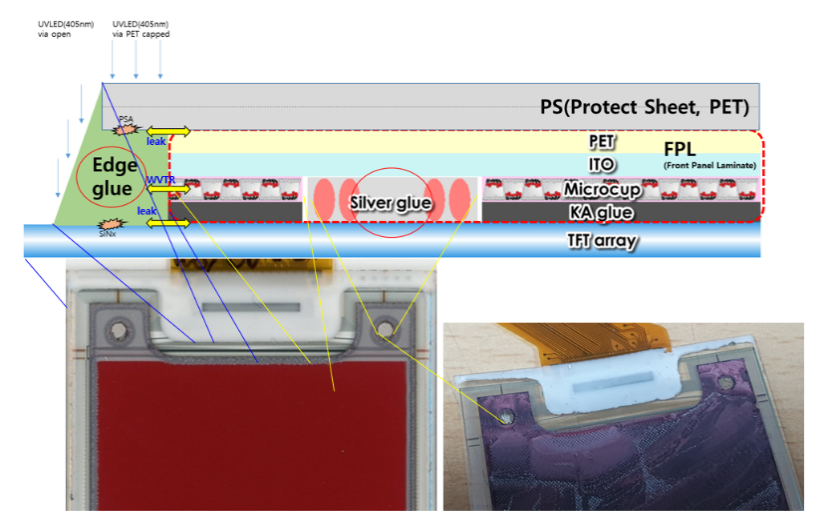 UVLED(405nm)
via open
UVLED(405nm)
via PET capped
PS(Protect Sheet, PET)
PSA
leak
PET
FPL
(Front Panel Laminate)
ITO
Edge
glue
WVTR
Microcup
Silver glue
KA glue
leak
SiNx
TFT array